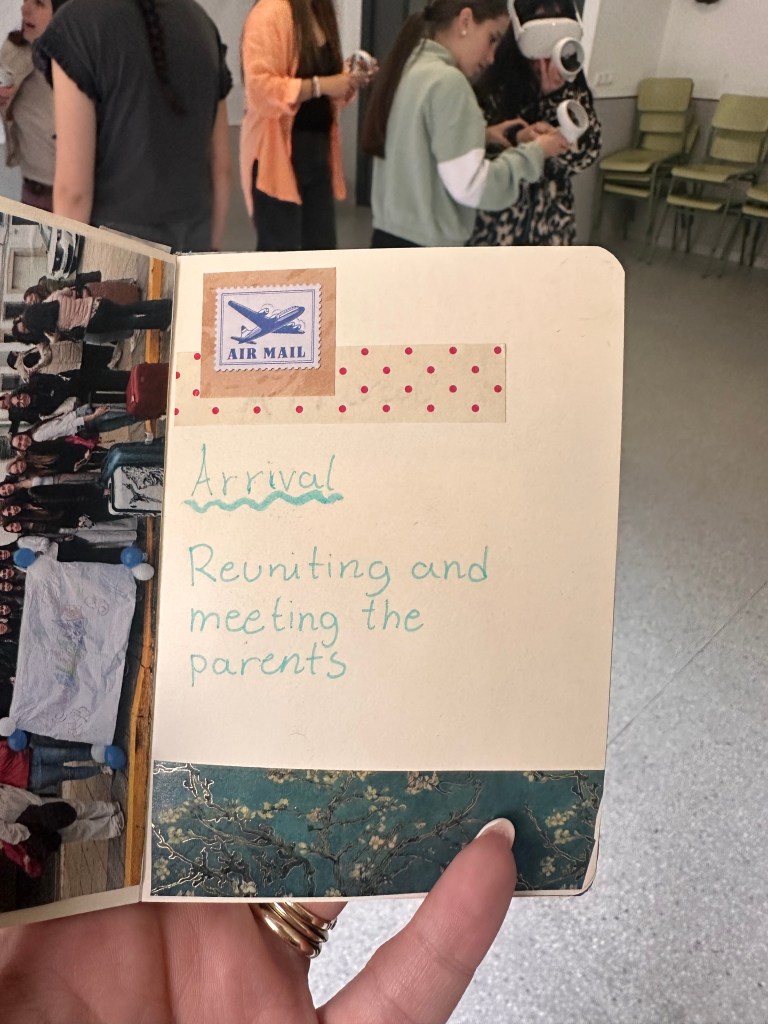 AIR MAIL
Arrival
Reuniting and
meeting the
parents